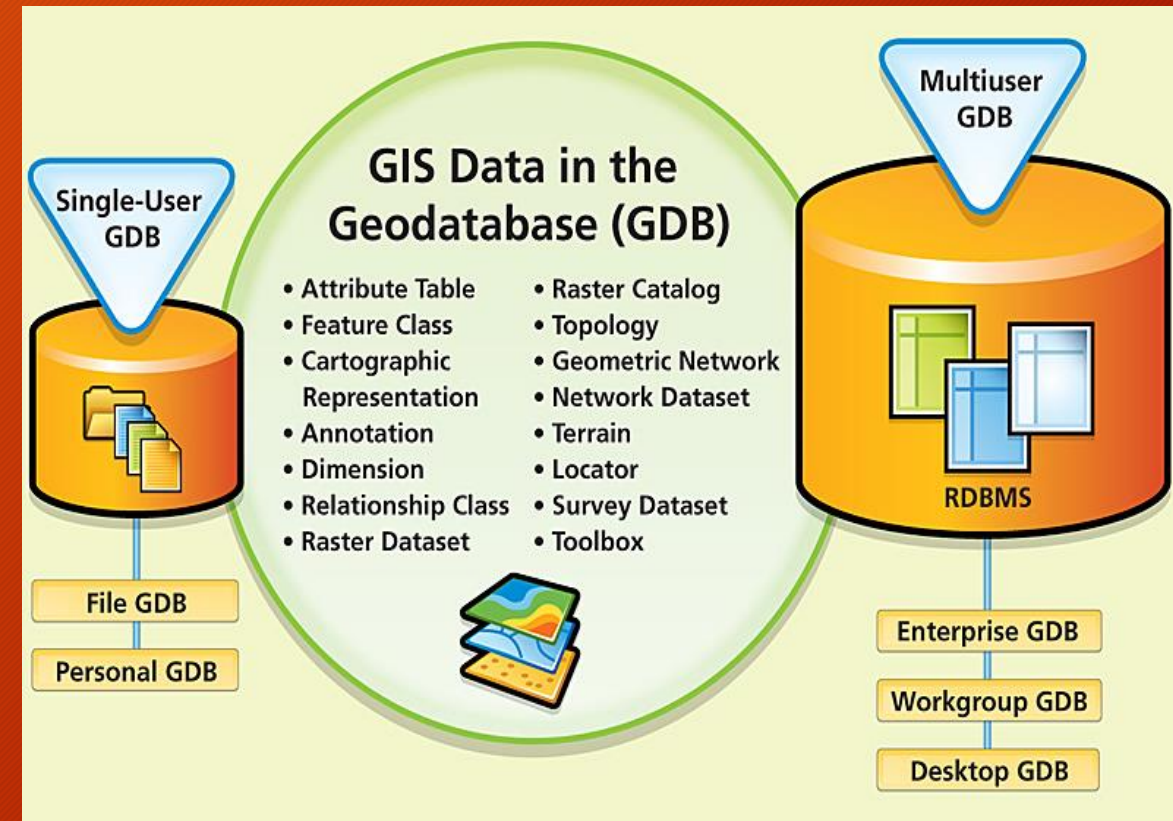 Single-User
GDB
File GDB
Personal GDB
GIS Data in the
Geodatabase (GDB)
• Attribute Table
• Feature Class
• Cartographic
Representation
• Annotation
• Dimension
• Relationship Class
• Raster Dataset
• Raster Catalog
• Topology
• Geometric Network
• Network Dataset
• Terrain
• Locator
• Survey Dataset
• Toolbox
Multiuser
GDB
RDBMS
Enterprise GDB
Workgroup GDB
Desktop GDB